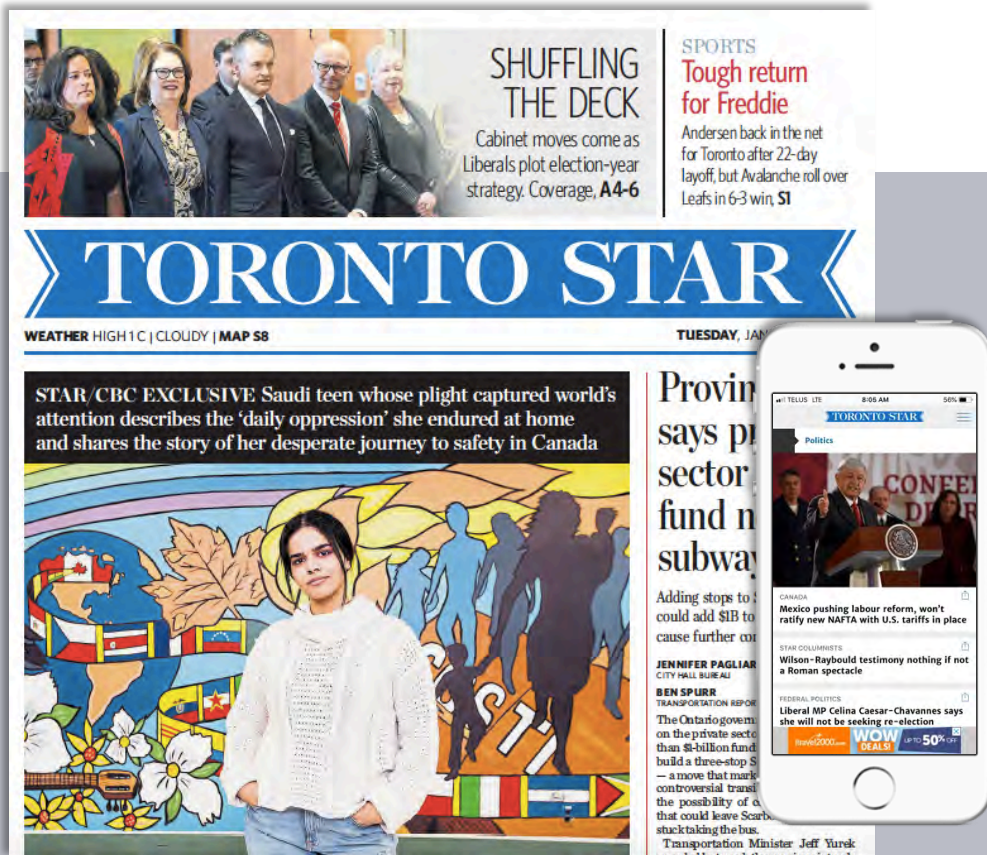 SHUFFLING
THE DECK
Cabinet moves come as
Liberals plot election-year
strategy. Coverage, A4-6
SPORTS
Tough return
for Freddie
Andersen back in the net
for Toronto after 22-day
layoff, but Avalanche roll over
Leafs in 6-3 win, S1
TORONTO STAR
WEATHER HIGH 1 C | CLOUDY | MAP S8
TUESDAY, JAN
STAR/CBC EXCLUSIVE Saudi teen whose plight captured world's
attention describes the 'daily oppression' she endured at home
and shares the story of her desperate journey to safety in Canada
Provin
says pr
sector
fund n
subway
Adding stops to S
could add $1B to
cause further con
JENNIFER PAGLIAR
CITY HALL BUREAU
BEN SPURR
TRANSPORTATION REPOR
The Ontario govern
on the private secto
than $1-billion fund
build a three-stop S
— a move that mark
controversial transi
the possibility of c
that could leave Scarb
stuck taking the bus.
Transportation Minister Jeff Yurek
TELUS LTE 8:05 AM 56%
TORONTO STAR
Politics
CONFE
DE PR
CANADA
Mexico pushing labour reform, won't
ratify new NAFTA with U.S. tariffs in place
STAR COLUMNISTS
Wilson-Raybould testimony nothing if not
a Roman spectacle
FEDERAL POLITICS
Liberal MP Celina Caesar-Chavannes says
she will not be seeking re-election
travel2000.com WOW DEALS! UP TO 50% OFF